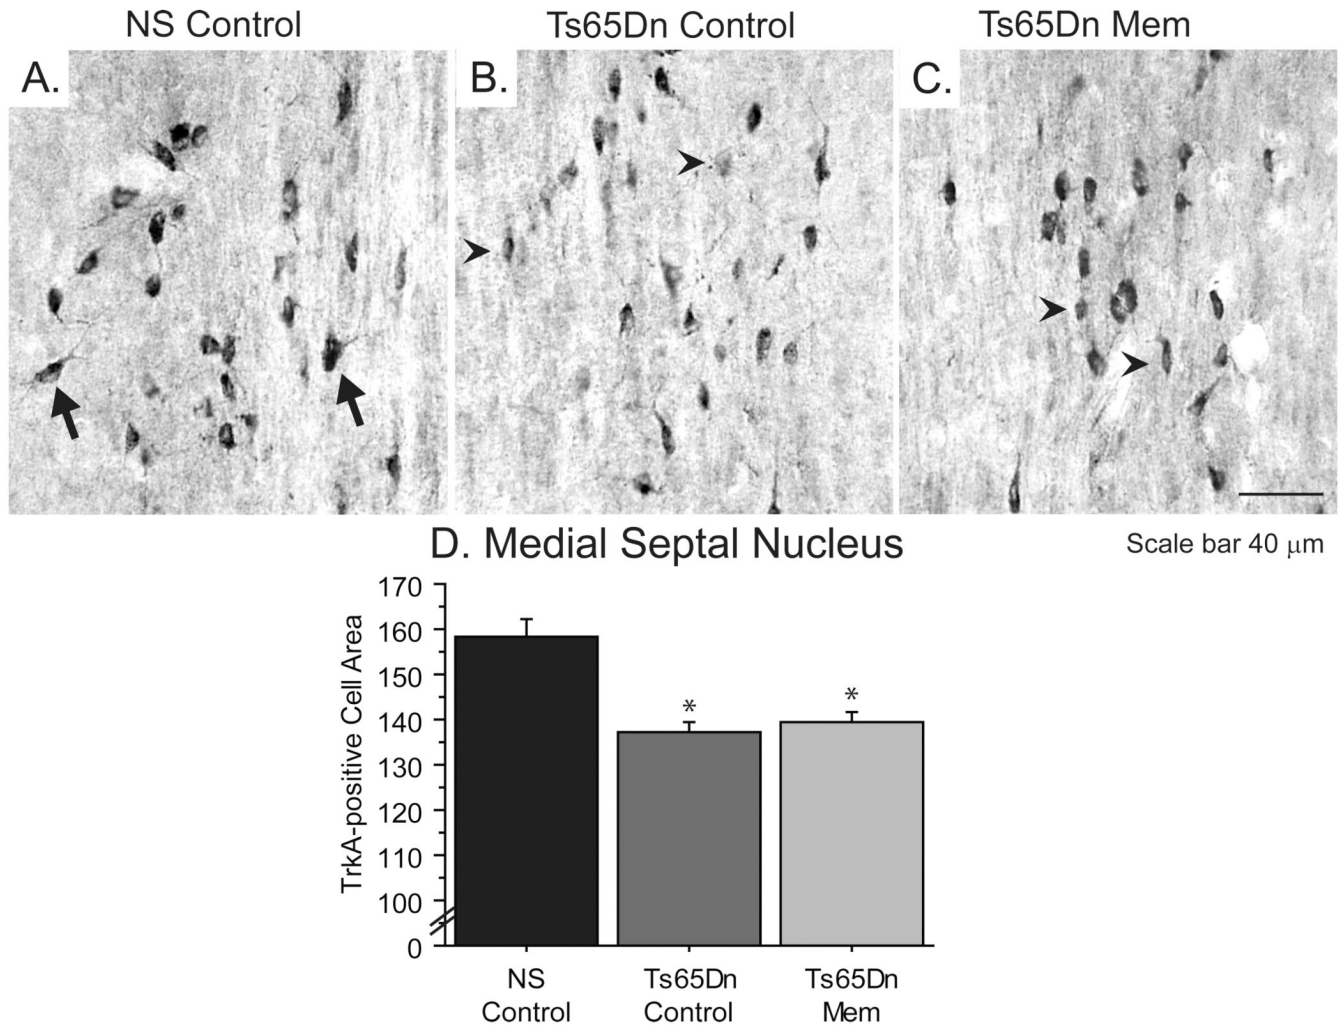 NS Control
Ts65Dn Control
Ts65Dn Mem
A.
B.
C.
D. Medial Septal Nucleus
Scale bar 40 μm
TrkA-positive Cell Area
170
160
150
140
130
120
110
100
0
*
*
NS
Control
Ts65Dn
Control
Ts65Dn
Mem